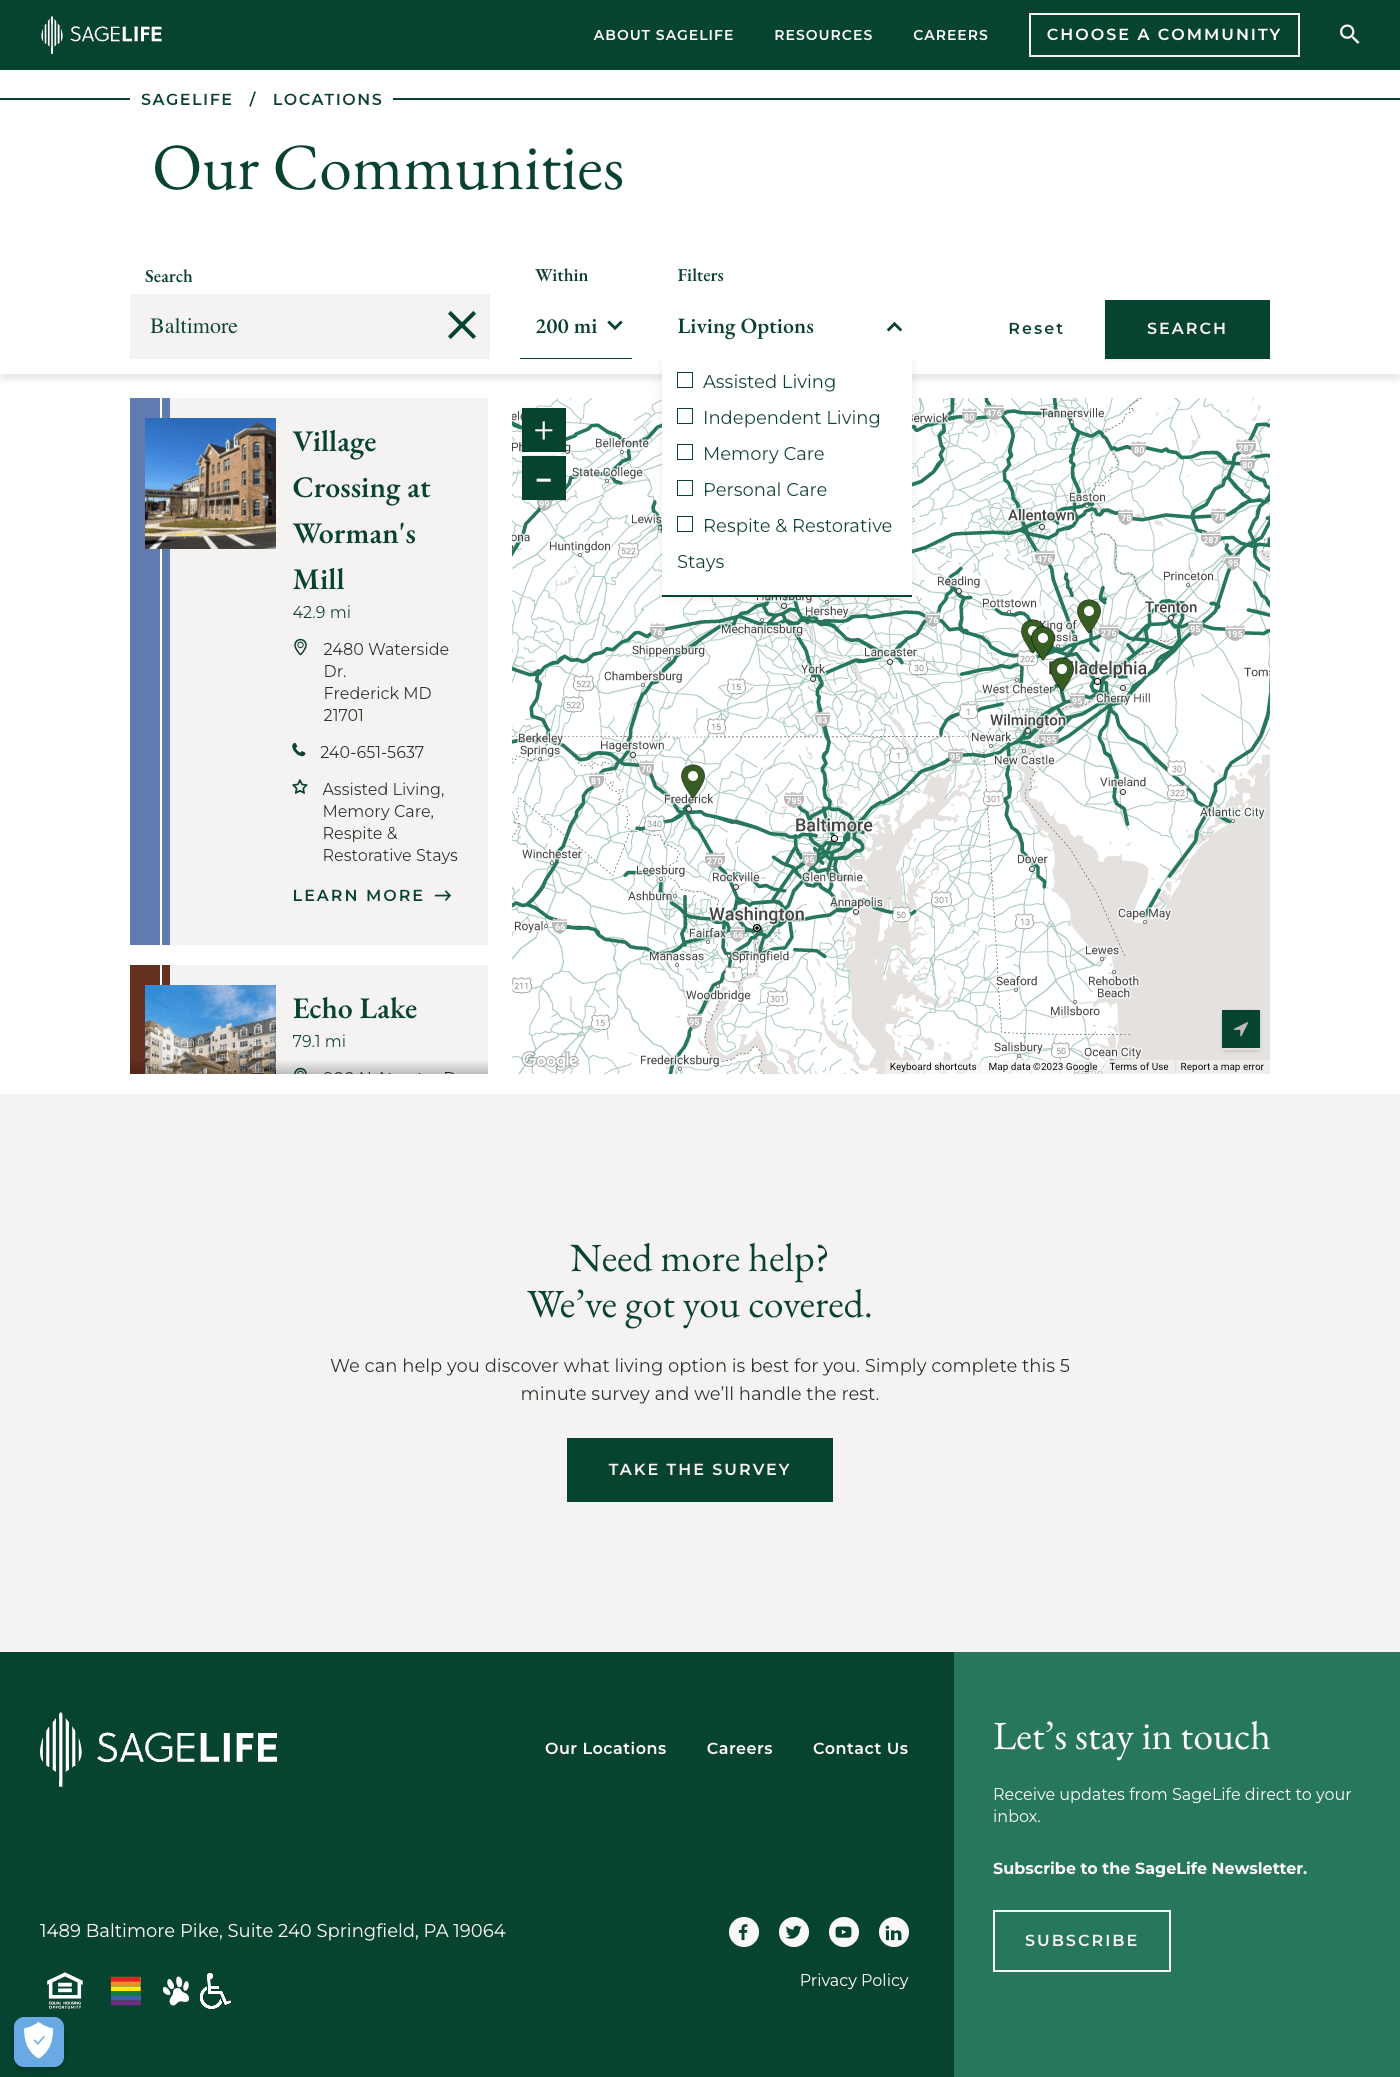 SAGELIFE
ABOUT SAGELIFE RESOURCES CAREERS CHOOSE A COMMUNITY
SAGELIFE / LOCATIONS
Our Communities
Search
Within
Filters
Baltimore
200 mi
Living Options
Reset
SEARCH
Assisted Living
Independent Living
Memory Care
Personal Care
Respite & Restorative
Stays
Village
Crossing at
Worman's
Mill
42.9 mi
2480 Waterside
Dr.
Frederick MD
21701
240-651-5637
Assisted Living,
Memory Care,
Respite &
Restorative Stays
LEARN MORE
Echo Lake
79.1 mi
+
-
Tannersville
Bellefonte
State College
Easton
Allentown
Huntingdon
Reading
Princeton
Pottstown
Trenton
Hershey
Mechanicsburg
Shippensburg
Lancaster
York
Chambersburg
West Chester
Cherry Hill
Wilmington
Newark
New Castle
Berkeley
Springs
Hagerstown
Vineland
Frederick
Atlantic City
Baltimore
Winchester
Dover
Leesburg
Rockville
Glen Burnie
Ashburn
Annapolis
Washington
Cape May
Fairfax
Manassas
Springfield
Lewes
Seaford
Rehoboth
Beach
Woodbridge
Millsboro
Salisbury
Ocean City
Fredericksburg
Google
Keyboard shortcuts Map data ©2023 Google Terms of Use Report a map error
Need more help?
We’ve got you covered.
We can help you discover what living option is best for you. Simply complete this 5
minute survey and we’ll handle the rest.
TAKE THE SURVEY
SAGELIFE
Our Locations Careers Contact Us
1489 Baltimore Pike, Suite 240 Springfield, PA 19064
EQUAL HOUSING
OPPORTUNITY
Privacy Policy
Let’s stay in touch
Receive updates from SageLife direct to your
inbox.
Subscribe to the SageLife Newsletter.
SUBSCRIBE